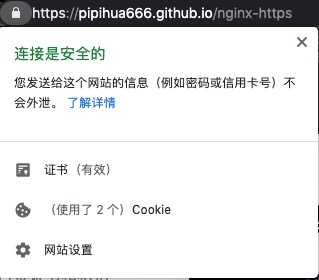 https://pipihua666.github.io/nginx-https
连接是安全的
您发送给这个网站的信息（例如密码或信用卡号）不
会外泄。 了解详情
证书（有效）
（使用了 2 个）Cookie
网站设置